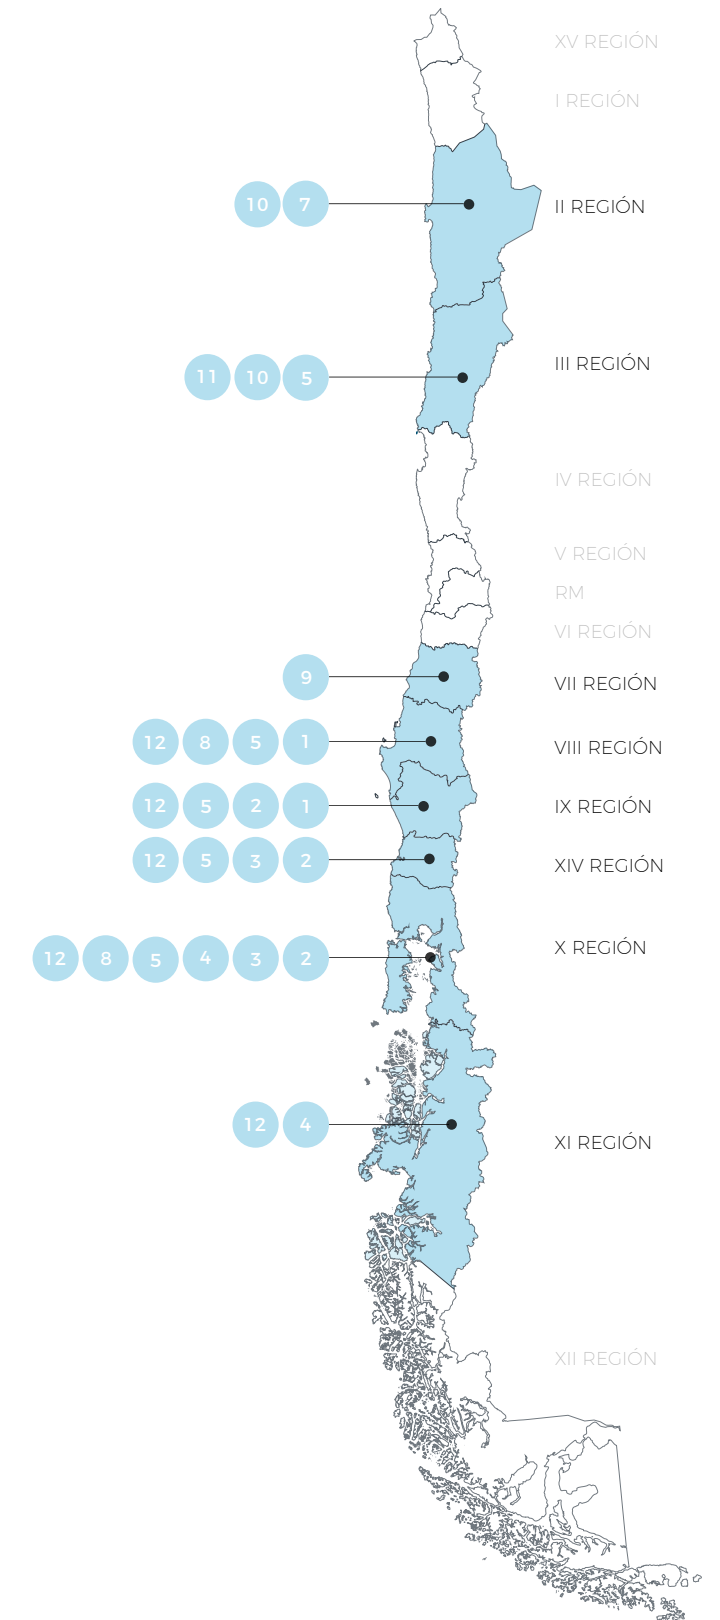 XV REGIÓN
I REGIÓN
10 7 II REGIÓN
11 10 5 III REGIÓN
IV REGIÓN
V REGIÓN
RM
VI REGIÓN
9 VII REGIÓN
12 8 5 1 VIII REGIÓN
12 5 2 1 IX REGIÓN
12 5 3 2 XIV REGIÓN
12 8 5 4 3 2 X REGIÓN
12 4 XI REGIÓN
XII REGIÓN